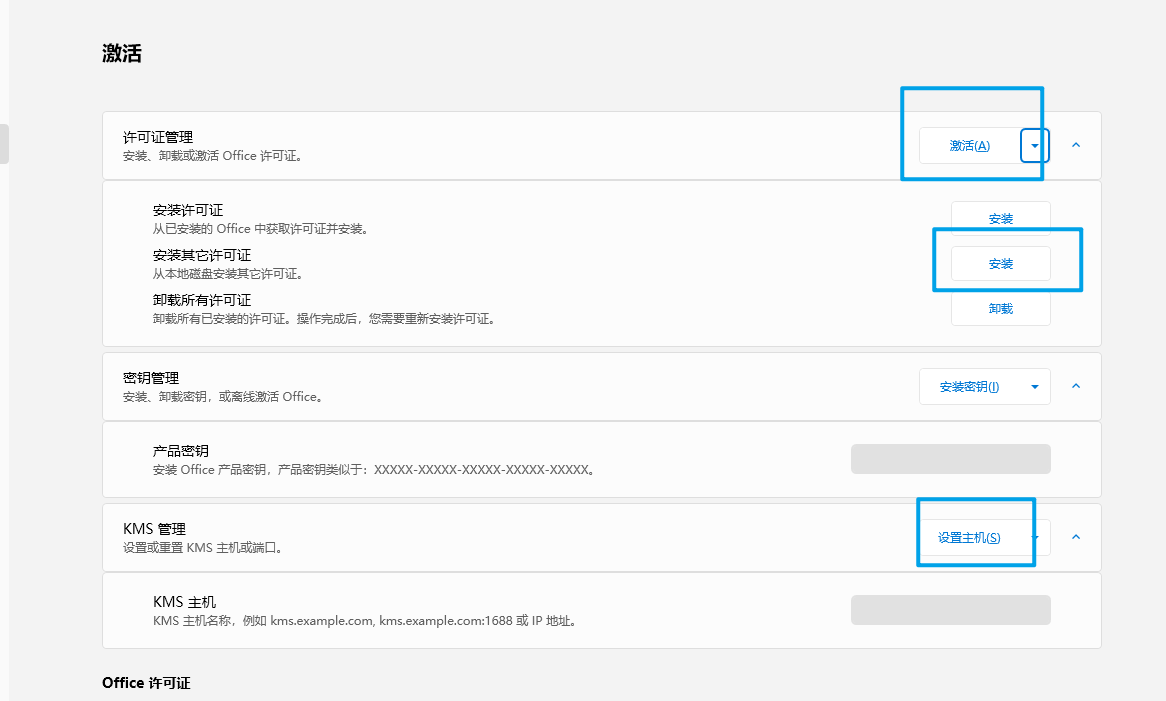 激活
许可证管理
安装、卸载或激活 Office 许可证。
激活(A)
安装许可证
从已安装的 Office 中获取许可证并安装。
安装
安装其它许可证
从本地磁盘安装其它许可证。
安装
卸载所有许可证
卸载所有已安装的许可证。操作完成后，您需要重新安装许可证。
卸载
密钥管理
安装、卸载密钥，或离线激活 Office。
安装密钥(I)
产品密钥
安装 Office 产品密钥，产品密钥类似于：XXXXX-XXXXX-XXXXX-XXXXX-XXXXX。
KMS 管理
设置或重置 KMS 主机或端口。
设置主机(S)
KMS 主机
KMS 主机名称，例如 kms.example.com, kms.example.com:1688 或 IP 地址。
Office 许可证